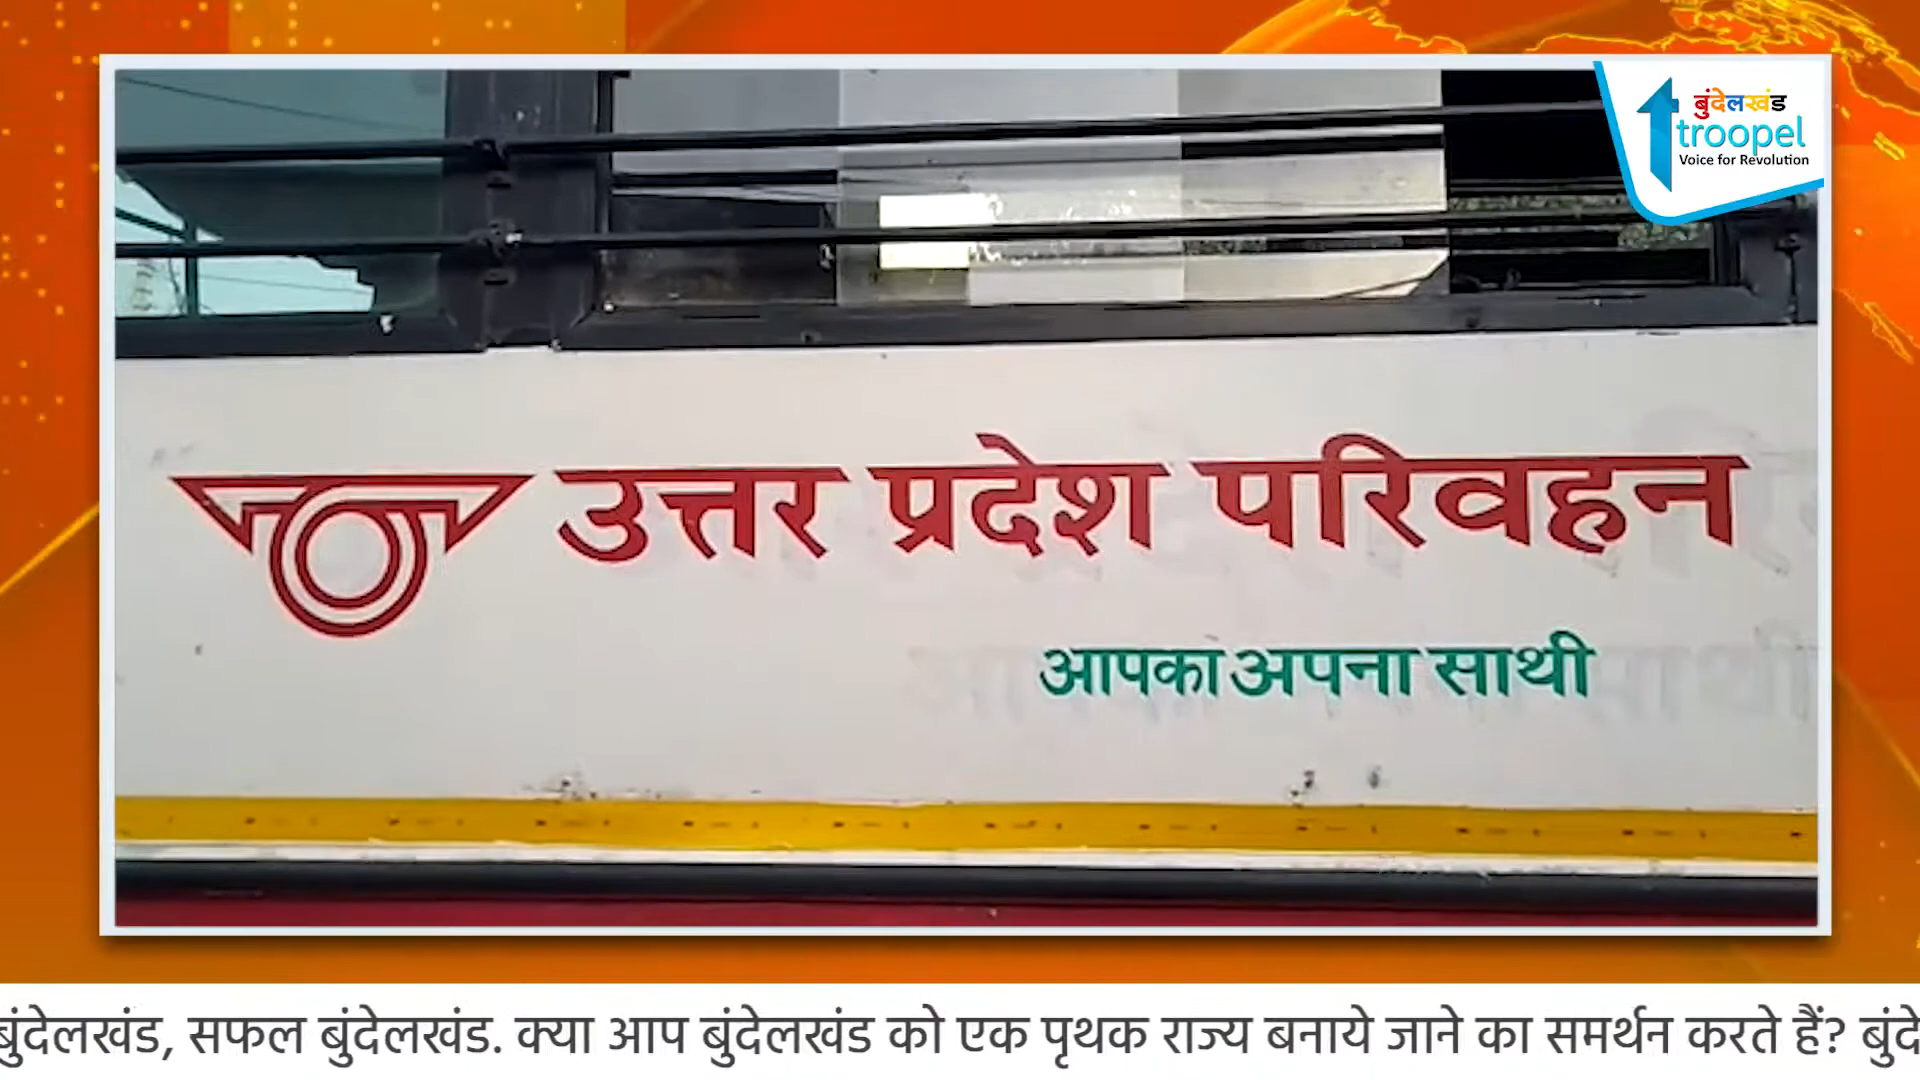 बुंदेलखंड
troopel
Voice for Revolution
उत्तर प्रदेश परिवहन
आपका अपना साथी
बुंदेलखंड, सफल बुंदेलखंड. क्या आप बुंदेलखंड को एक पृथक राज्य बनाये जाने का समर्थन करते हैं? बुंदे